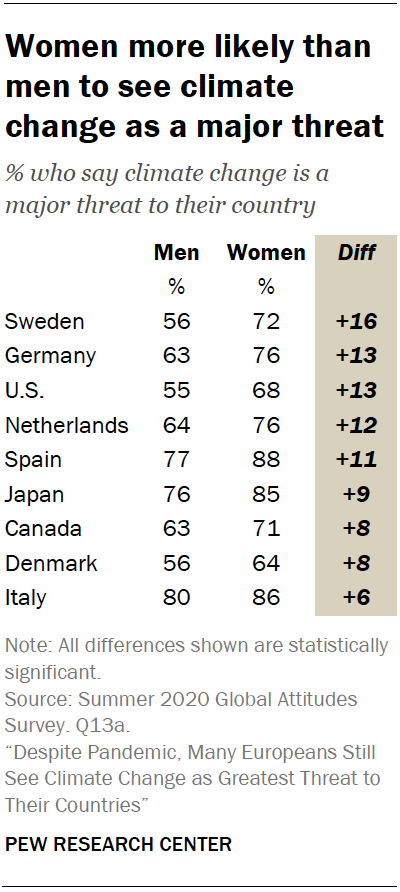 Women more likely than
men to see climate
change as a major threat
% who say climate change is a
major threat to their country
Men Women Diff
% %
Sweden 56 72 +16
Germany 63 76 +13
U.S. 55 68 +13
Netherlands 64 76 +12
Spain 77 88 +11
Japan 76 85 +9
Canada 63 71 +8
Denmark 56 64 +8
Italy 80 86 +6
Note: All differences shown are statistically
significant.
Source: Summer 2020 Global Attitudes
Survey. Q13a.
“Despite Pandemic, Many Europeans Still
See Climate Change as Greatest Threat to
Their Countries”
PEW RESEARCH CENTER